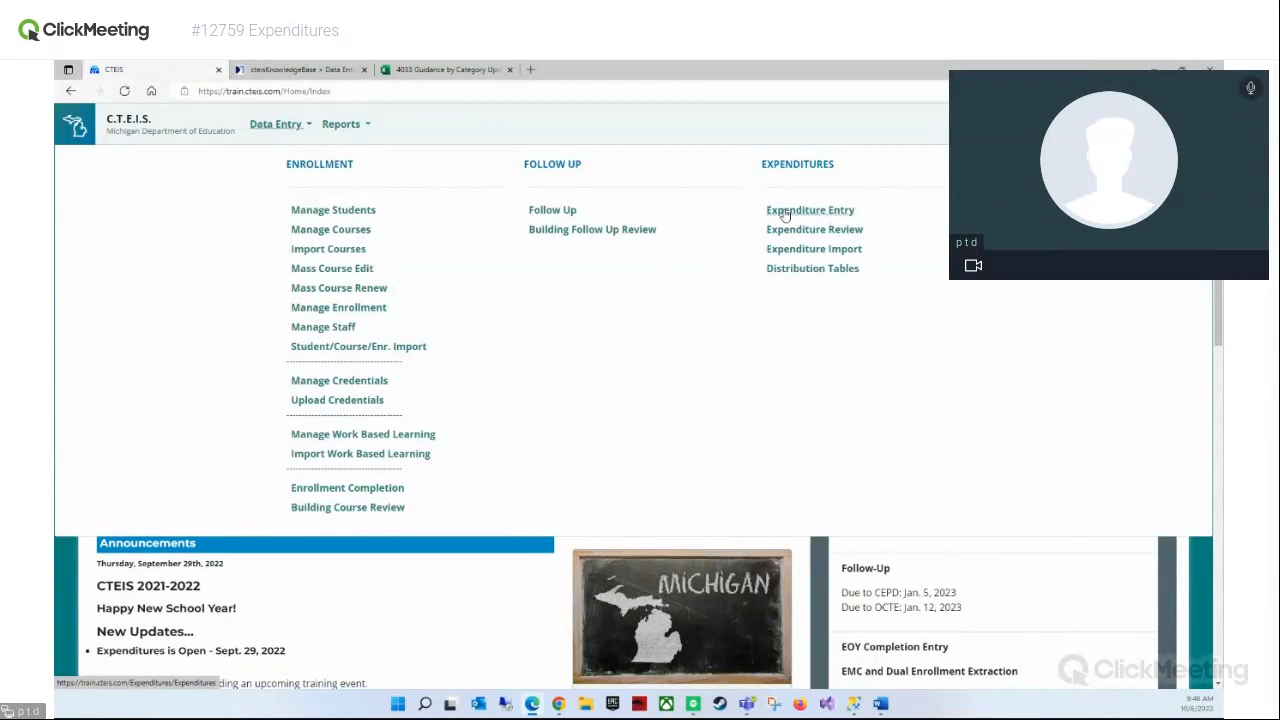 ClickMeeting
#12759 Expenditures
CTEIS
cteisKnowledgeBase > Data Ent
4033 Guidance by Category Upd
https://train.cteis.com/Home/Index
C.T.E.I.S.
Michigan Department of Education
Data Entry
Reports
ENROLLMENT
Manage Students
Manage Courses
Import Courses
Mass Course Edit
Mass Course Renew
Manage Enrollment
Manage Staff
Student/Course/Enr. Import
Manage Credentials
Upload Credentials
Manage Work Based Learning
Import Work Based Learning
Enrollment Completion
Building Course Review
FOLLOW UP
Follow Up
Building Follow Up Review
EXPENDITURES
Expenditure Entry
Expenditure Review
Expenditure Import
Distribution Tables
ptd
Announcements
Thursday, September 29th, 2022
CTEIS 2021-2022
Happy New School Year!
New Updates...
• Expenditures is Open - Sept. 29, 2022
ding an upcoming training event.
https://train.cteis.com/Expenditures/Expenditures
MICHIGAN
Follow-Up
Due to CEPD: Jan. 5, 2023
Due to OCTE: Jan. 12, 2023
EOY Completion Entry
EMC and Dual Enrollment Extraction
ClickMeeting
9:46 AM
10/6/2022
ptd